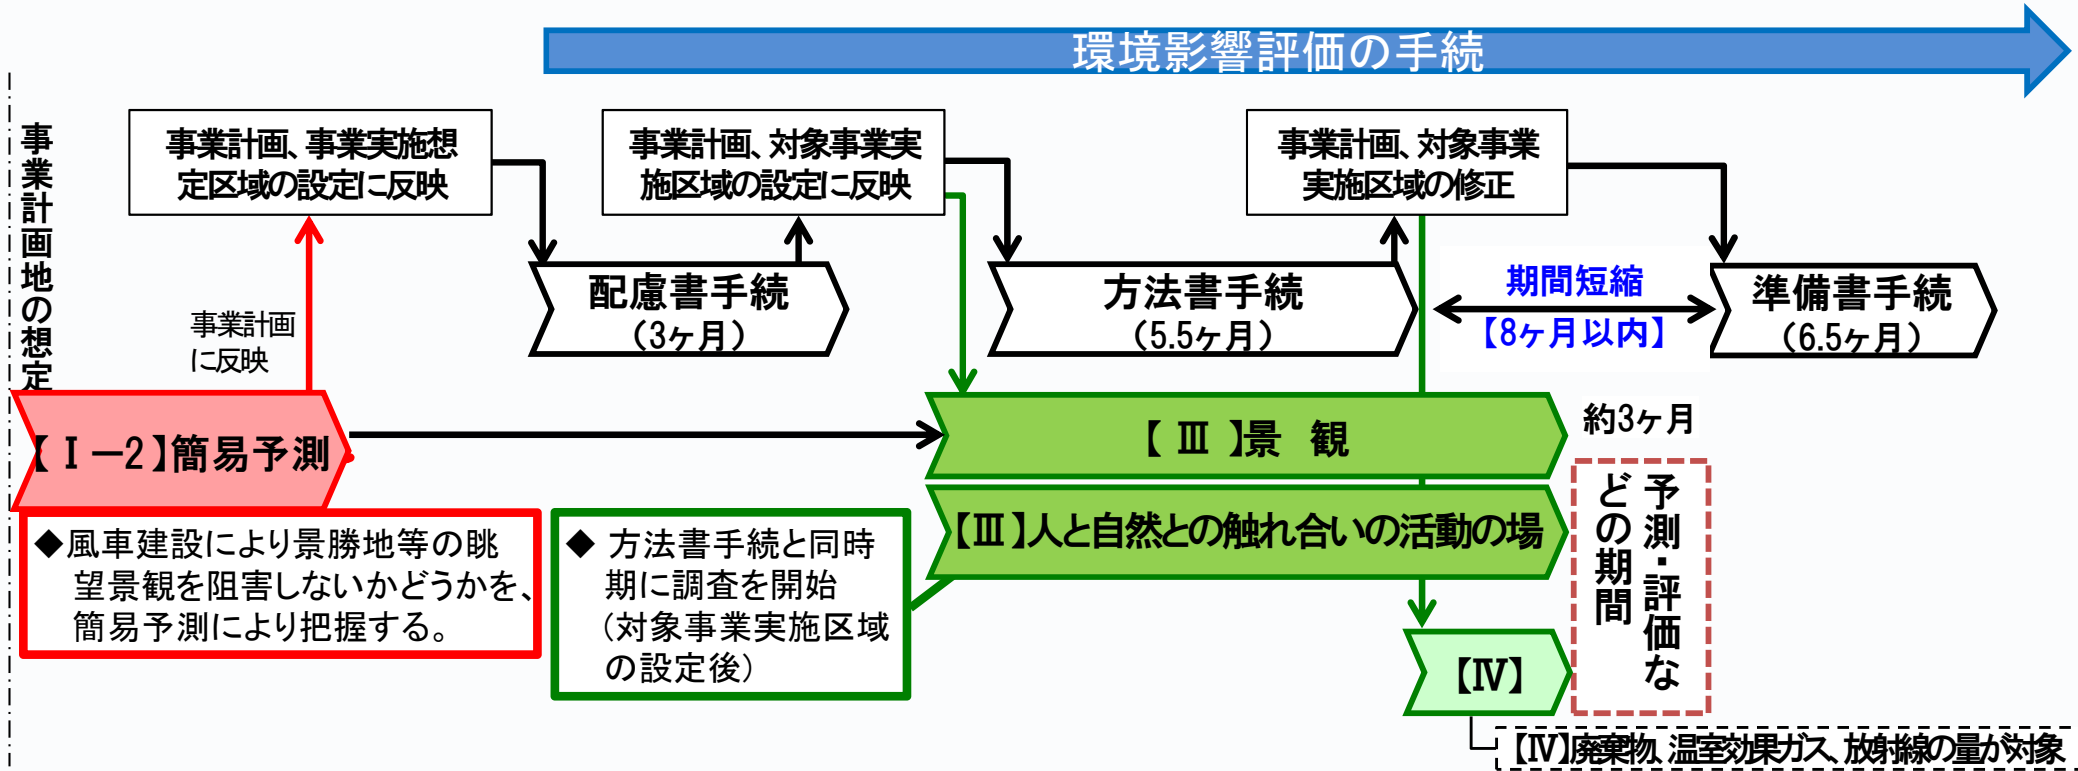 環境影響評価の手続
事業計画地の想定
事業計画、事業実施想
定区域の設定に反映
事業計画、対象事業実
施区域の設定に反映
事業計画、対象事業
実施区域の修正
配慮書手続
（3ヶ月）
方法書手続
（5.5ヶ月）
期間短縮
【8ヶ月以内】
準備書手続
（6.5ヶ月）
事業計画
に反映
【Ⅰ－2】簡易予測
【Ⅲ】景　観
約3ヶ月
【Ⅲ】人と自然との触れ合いの活動の場
予測・評価な
どの期間
◆風車建設により景勝地等の眺
望景観を阻害しないかどうかを、
簡易予測により把握する。
◆ 方法書手続と同時
期に調査を開始
（対象事業実施区域
の設定後）
【Ⅳ】
【Ⅳ】廃棄物、温室効果ガス、放射線の量が対象